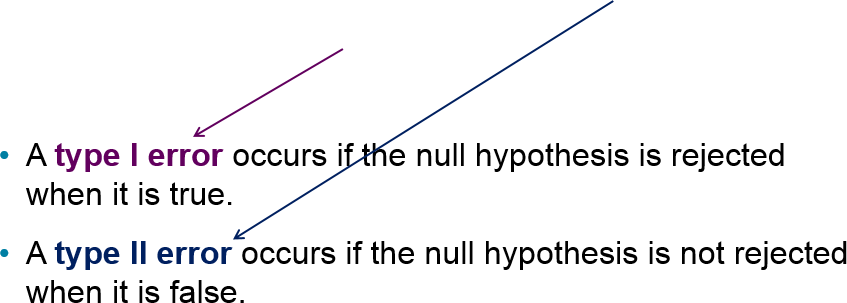 • A type I error occurs if the null hypothesis is rejected
when it is true.
• A type II error occurs if the null hypothesis is not rejected
when it is false.